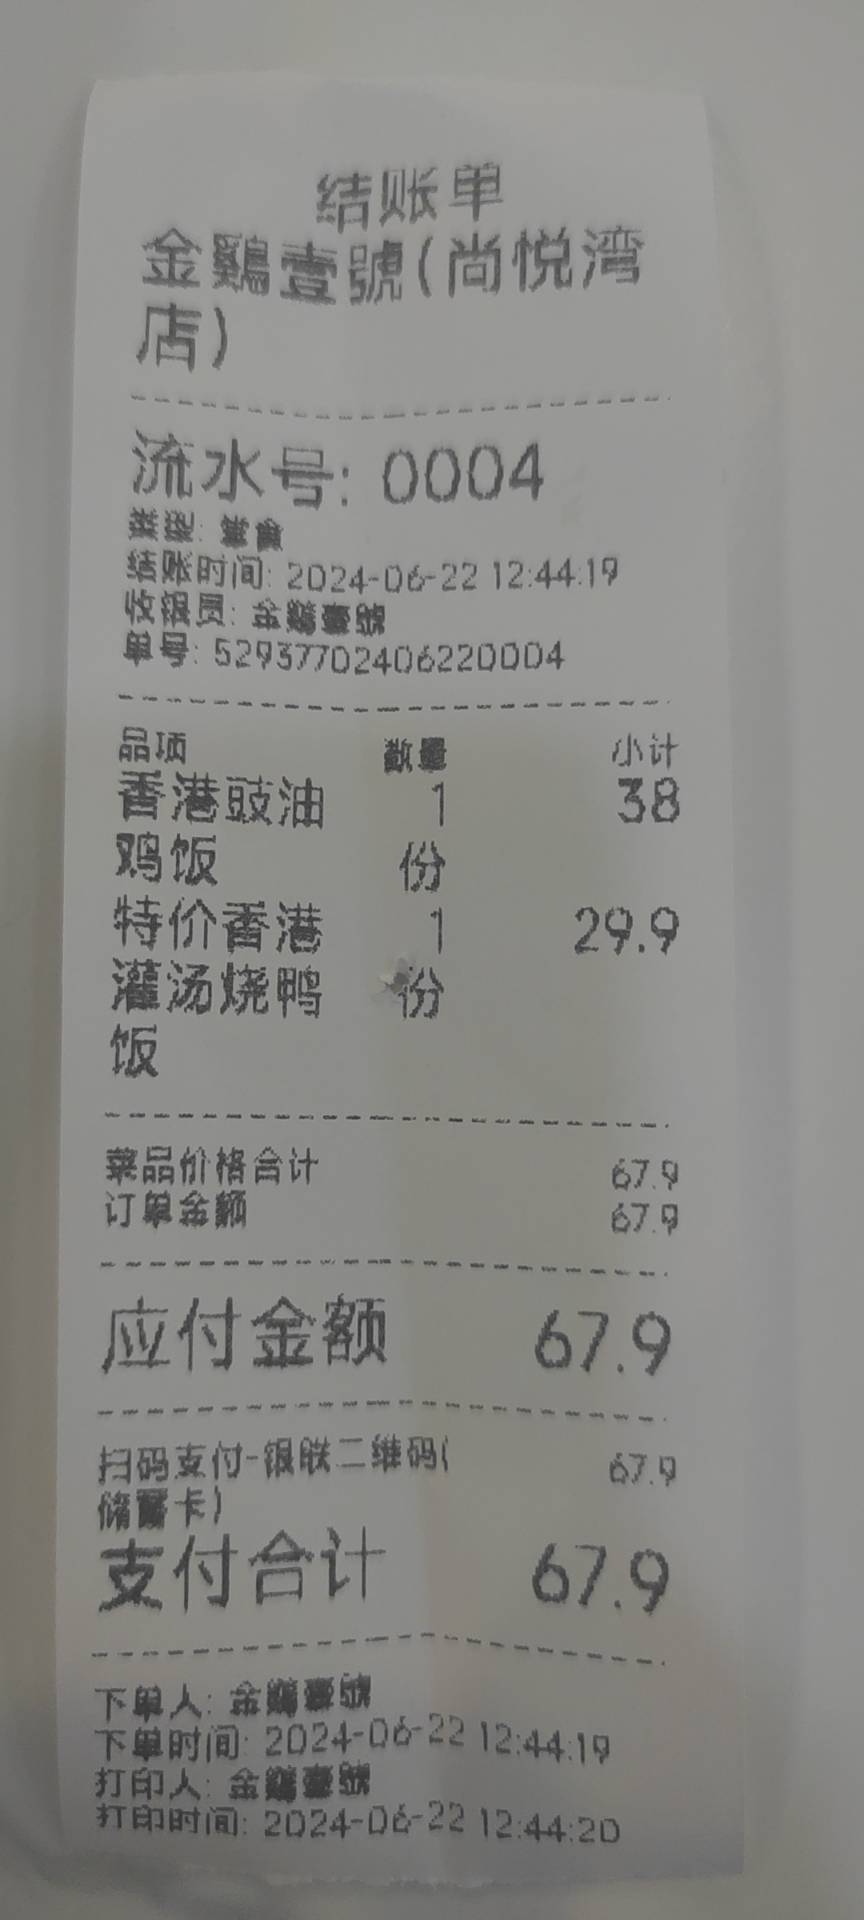 结账单
金鷄壹號(尚悦湾
店)
流水号: 0004
类型: 堂食
结账时间: 2024-06-22 12:44:19
收银员: 金鷄壹號
单号: 52937702406220004
品项 数量 小计
香港豉油 1 38
鸡饭 份
特价香港 1 29.9
灌汤烧鸭 份
饭
菜品价格合计 67.9
订单金额 67.9
应付金额 67.9
扫码支付-银联二维码( 67.9
储蓄卡)
支付合计 67.9
下单人: 金鷄壹號
下单时间: 2024-06-22 12:44:19
打印人: 金鷄壹號
打印时间: 2024-06-22 12:44:20